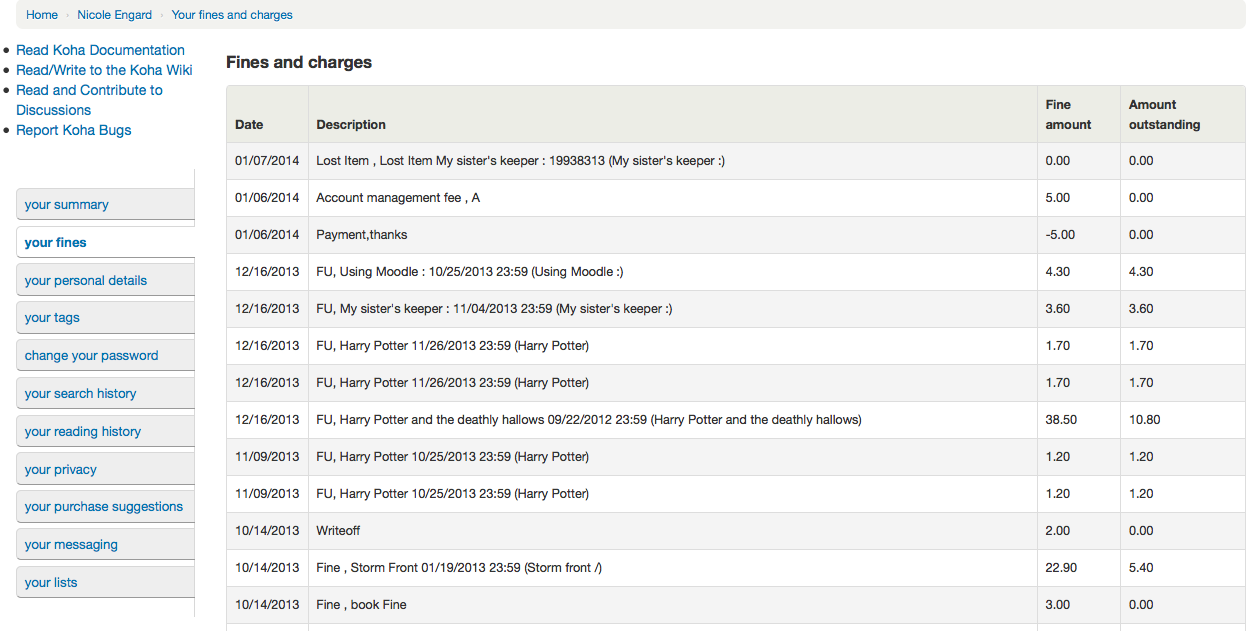 Home › Nicole Engard › Your fines and charges
Read Koha Documentation
Read/Write to the Koha Wiki
Read and Contribute to
Discussions
Report Koha Bugs
your summary
your fines
your personal details
your tags
change your password
your search history
your reading history
your privacy
your purchase suggestions
your messaging
your lists
Fines and charges
Date Description Fine amount Amount outstanding
01/07/2014 Lost Item , Lost Item My sister's keeper : 19938313 (My sister's keeper :) 0.00 0.00
01/06/2014 Account management fee , A 5.00 0.00
01/06/2014 Payment,thanks -5.00 0.00
12/16/2013 FU, Using Moodle : 10/25/2013 23:59 (Using Moodle :) 4.30 4.30
12/16/2013 FU, My sister's keeper : 11/04/2013 23:59 (My sister's keeper :) 3.60 3.60
12/16/2013 FU, Harry Potter 11/26/2013 23:59 (Harry Potter) 1.70 1.70
12/16/2013 FU, Harry Potter 11/26/2013 23:59 (Harry Potter) 1.70 1.70
12/16/2013 FU, Harry Potter and the deathly hallows 09/22/2012 23:59 (Harry Potter and the deathly hallows) 38.50 10.80
11/09/2013 FU, Harry Potter 10/25/2013 23:59 (Harry Potter) 1.20 1.20
11/09/2013 FU, Harry Potter 10/25/2013 23:59 (Harry Potter) 1.20 1.20
10/14/2013 Writeoff 2.00 0.00
10/14/2013 Fine , Storm Front 01/19/2013 23:59 (Storm front /) 22.90 5.40
10/14/2013 Fine , book Fine 3.00 0.00